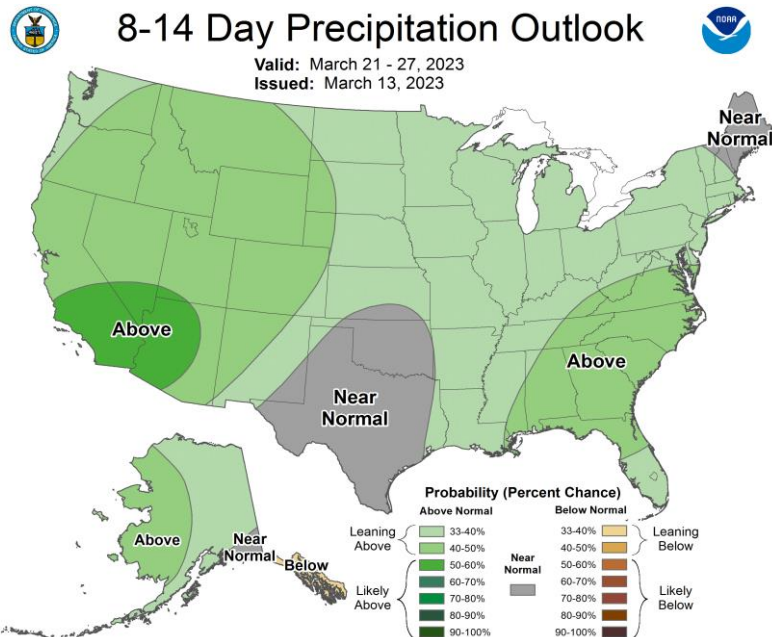 8-14 Day Precipitation Outlook
NOAA
Valid: March 21 - 27, 2023
Issued: March 13, 2023
Near
Normal
Above
Above
Near
Normal
Above
Near
Normal
Below
Probability (Percent Chance)
Above Normal
Below Normal
Leaning
Above
33-40%
40-50%
Likely
Above
50-60%
60-70%
70-80%
80-90%
90-100%
Near
Normal
33-40%
40-50%
Leaning
Below
50-60%
60-70%
70-80%
80-90%
90-100%
Likely
Below